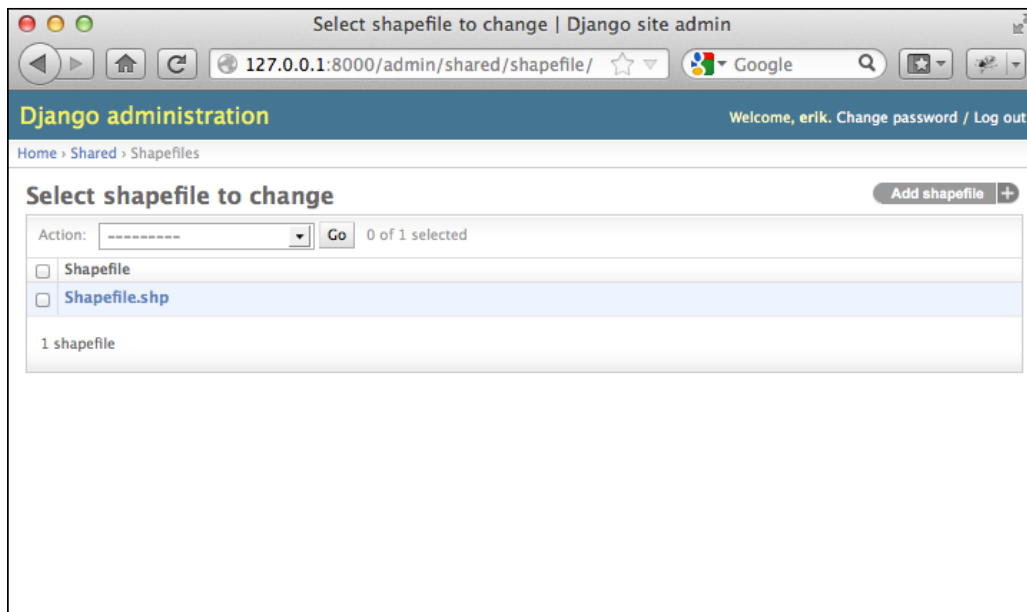 Select shapefile to change | Django site admin
127.0.0.1:8000/admin/shared/shapefile/ Google
Django administration Welcome, erik. Change password / Log out
Home › Shared › Shapefiles
Select shapefile to change Add shapefile +
Action: --------- Go 0 of 1 selected
Shapefile
Shapefile.shp
1 shapefile